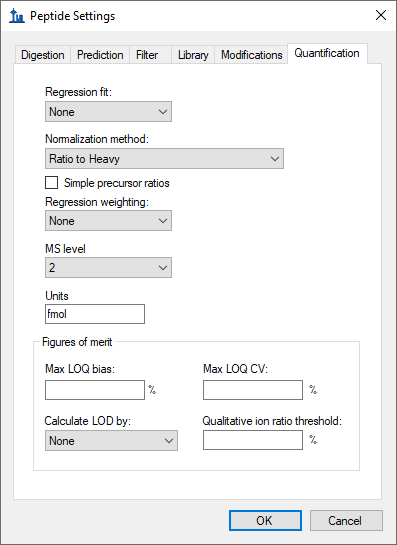 Peptide Settings
Digestion Prediction Filter Library Modifications Quantification
Regression fit:
None
Normalization method:
Ratio to Heavy
Simple precursor ratios
Regression weighting:
None
MS level
2
Units
fmol
Figures of merit
Max LOQ bias: Max LOQ CV:
% %
Calculate LOD by: Qualitative ion ratio threshold:
None %
OK Cancel